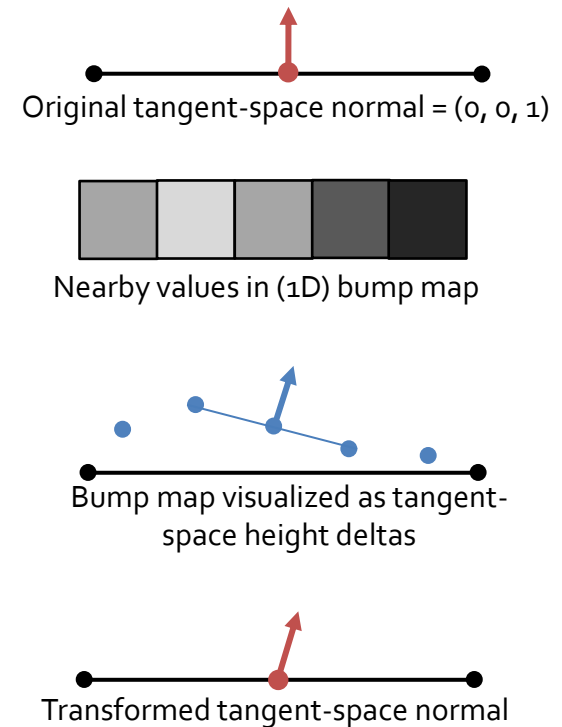 Original tangent-space normal = (0, 0, 1)
Nearby values in (1D) bump map
Bump map visualized as tangent-
space height deltas
Transformed tangent-space normal